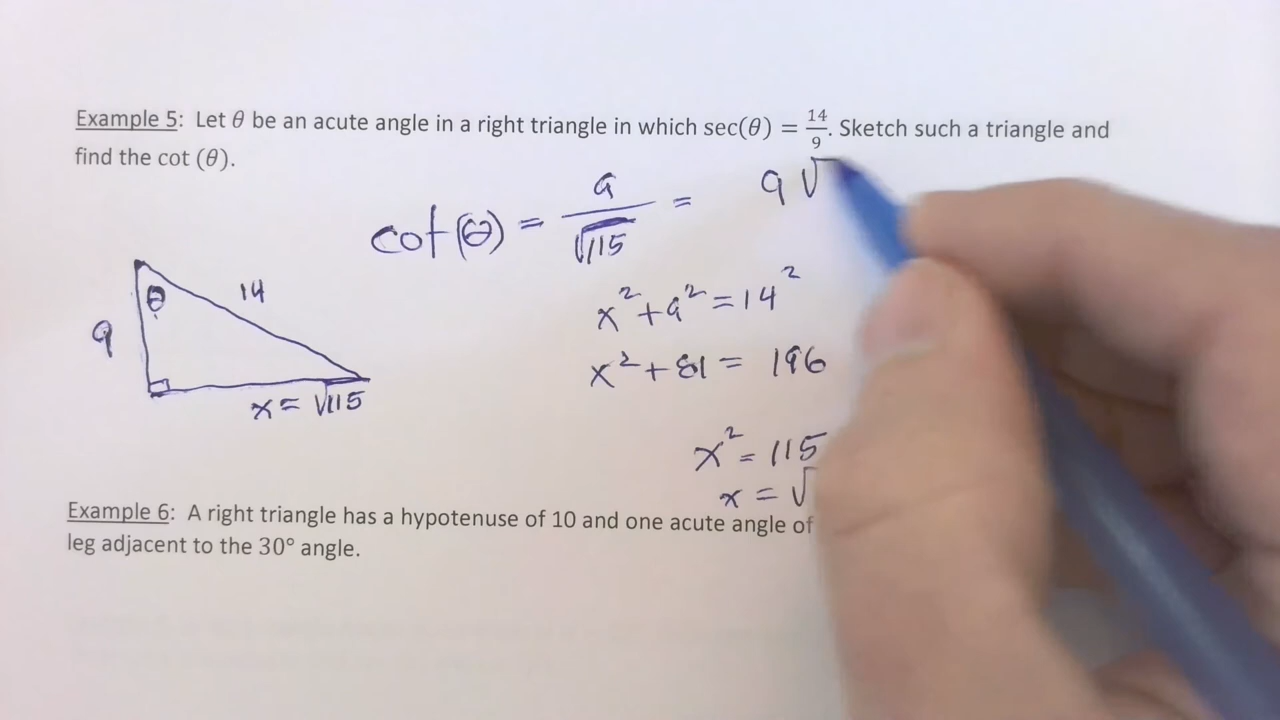 Example 5: Let θ be an acute angle in a right triangle in which sec(θ) = 14/9. Sketch such a triangle and
find the cot (θ).
cot(θ) = 9/√115 = 9√
θ
14
9
x = √115
x² + 9² = 14²
x² + 81 = 196
x² = 115
x = √
Example 6: A right triangle has a hypotenuse of 10 and one acute angle of
leg adjacent to the 30° angle.